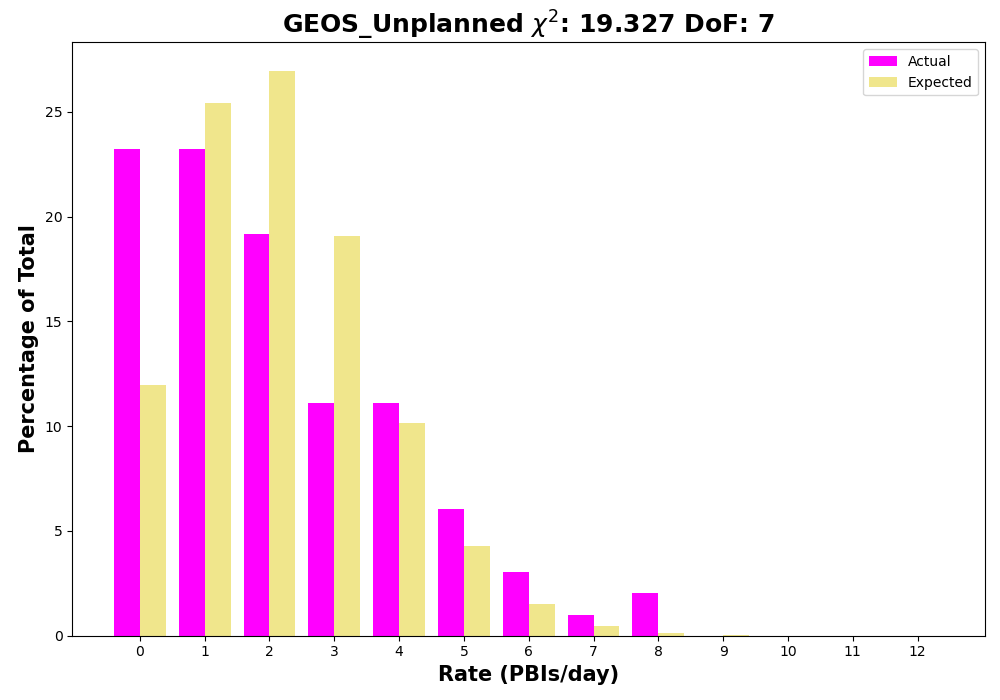 GEOS_Unplanned χ²: 19.327 DoF: 7
Actual
Expected
Percentage of Total
25
20
15
10
5
0
0 1 2 3 4 5 6 7 8 9 10 11 12
Rate (PBIs/day)